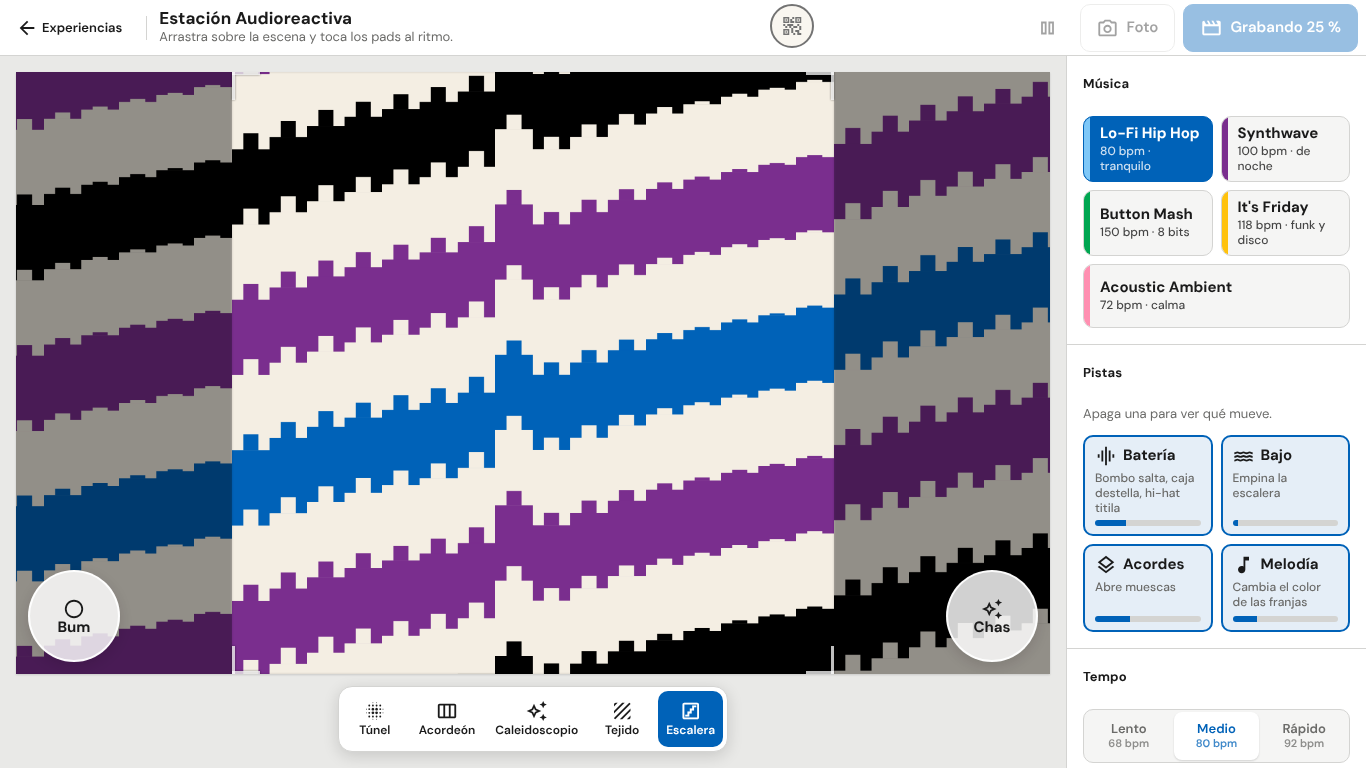 Experiencias
Estación Audioreactiva
Arrastra sobre la escena y toca los pads al ritmo.
Foto
Grabando 25 %
Música
Lo-Fi Hip Hop
80 bpm ·
tranquilo
Synthwave
100 bpm · de
noche
Button Mash
150 bpm · 8 bits
It's Friday
118 bpm · funk y
disco
Acoustic Ambient
72 bpm · calma
Pistas
Apaga una para ver qué mueve.
Batería
Bombo salta, caja
destella, hi-hat
titila
Bajo
Empina la
escalera
Acordes
Abre muescas
Melodía
Cambia el color
de las franjas
Bum
Chas
Túnel
Acordeón
Caleidoscopio
Tejido
Escalera
Tempo
Lento
68 bpm
Medio
80 bpm
Rápido
92 bpm